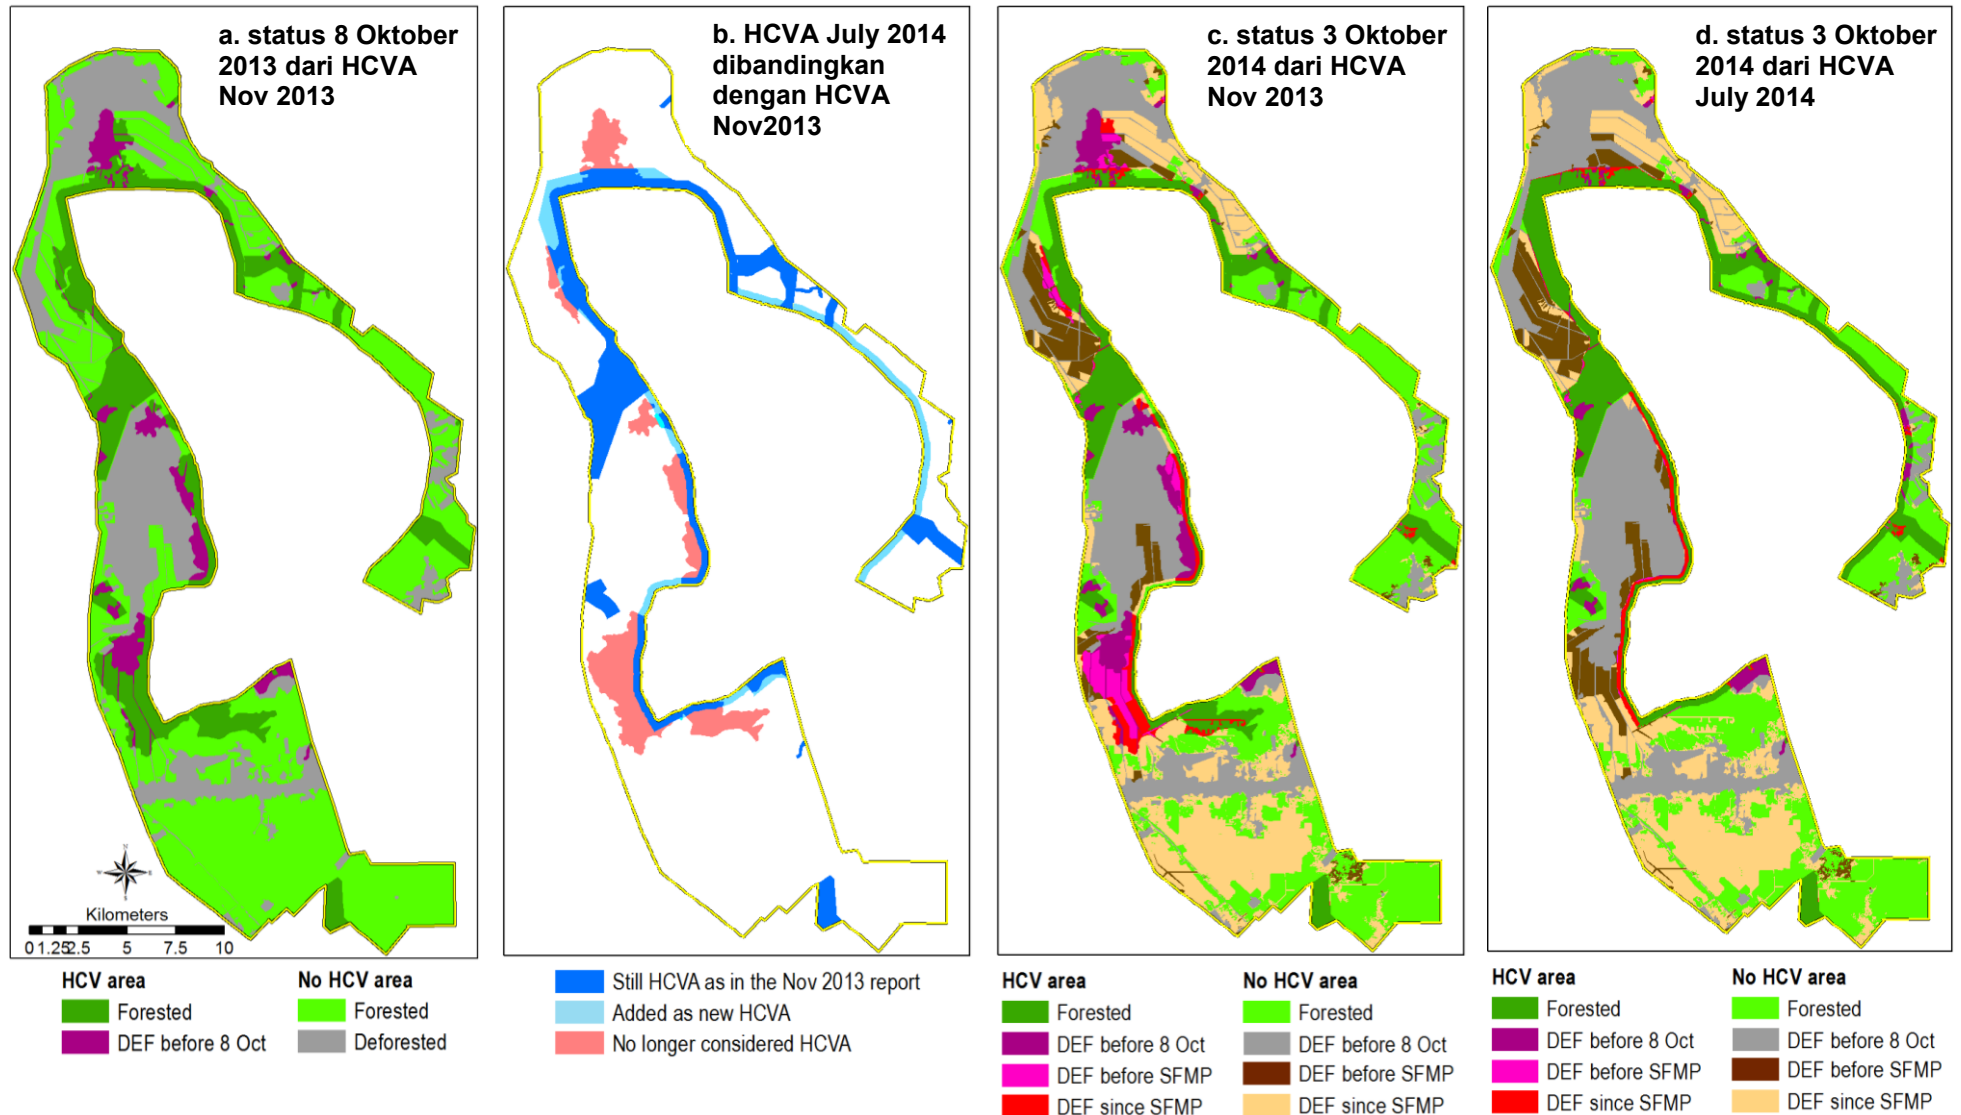 a. status 8 Oktober
2013 dari HCVA
Nov 2013
b. HCVA July 2014
dibandingkan
dengan HCVA
Nov2013
c. status 3 Oktober
2014 dari HCVA
Nov 2013
d. status 3 Oktober
2014 dari HCVA
July 2014
N
W E
S
Kilometers
0 1.252.5 5 7.5 10
HCV area
Forested
DEF before 8 Oct
No HCV area
Forested
Deforested
Still HCVA as in the Nov 2013 report
Added as new HCVA
No longer considered HCVA
HCV area
Forested
DEF before 8 Oct
DEF before SFMP
DEF since SFMP
No HCV area
Forested
DEF before 8 Oct
DEF before SFMP
DEF since SFMP
HCV area
Forested
DEF before 8 Oct
DEF before SFMP
DEF since SFMP
No HCV area
Forested
DEF before 8 Oct
DEF before SFMP
DEF since SFMP